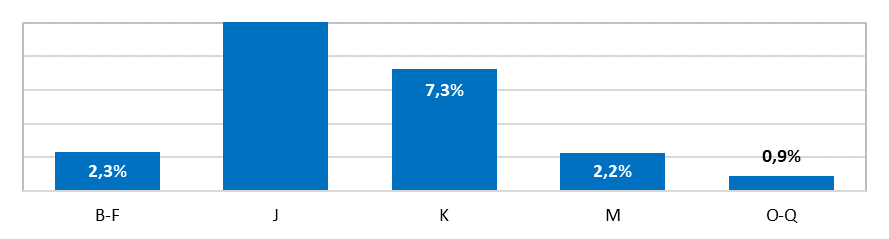 7,3%
0,9%
2,3%
2,2%
B-F
J
K
M
O-Q